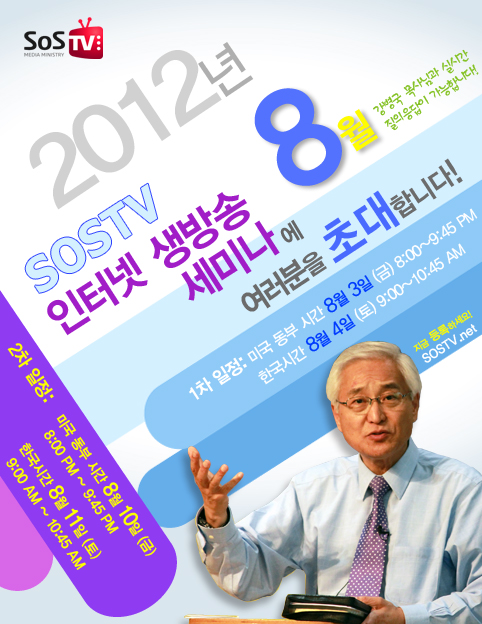 SOSTV
MEDIA MINISTRY
2012년
8월
강병국 목사님과 실시간
질의응답이 가능합니다!
SOSTV
인터넷 생방송
세미나에
여러분을 초대합니다!
1차 일정: 미국 동부 시간 8월 3일 (금) 8:00~9:45 PM
한국시간 8월 4일 (토) 9:00~10:45 AM
지금 등록하세요!
SOSTV.net
2차 일정:
미국 동부 시간 8월 10일 (금)
8:00 PM ~ 9:45 PM
한국시간 8월 11일 (토)
9:00 AM ~ 10:45 AM